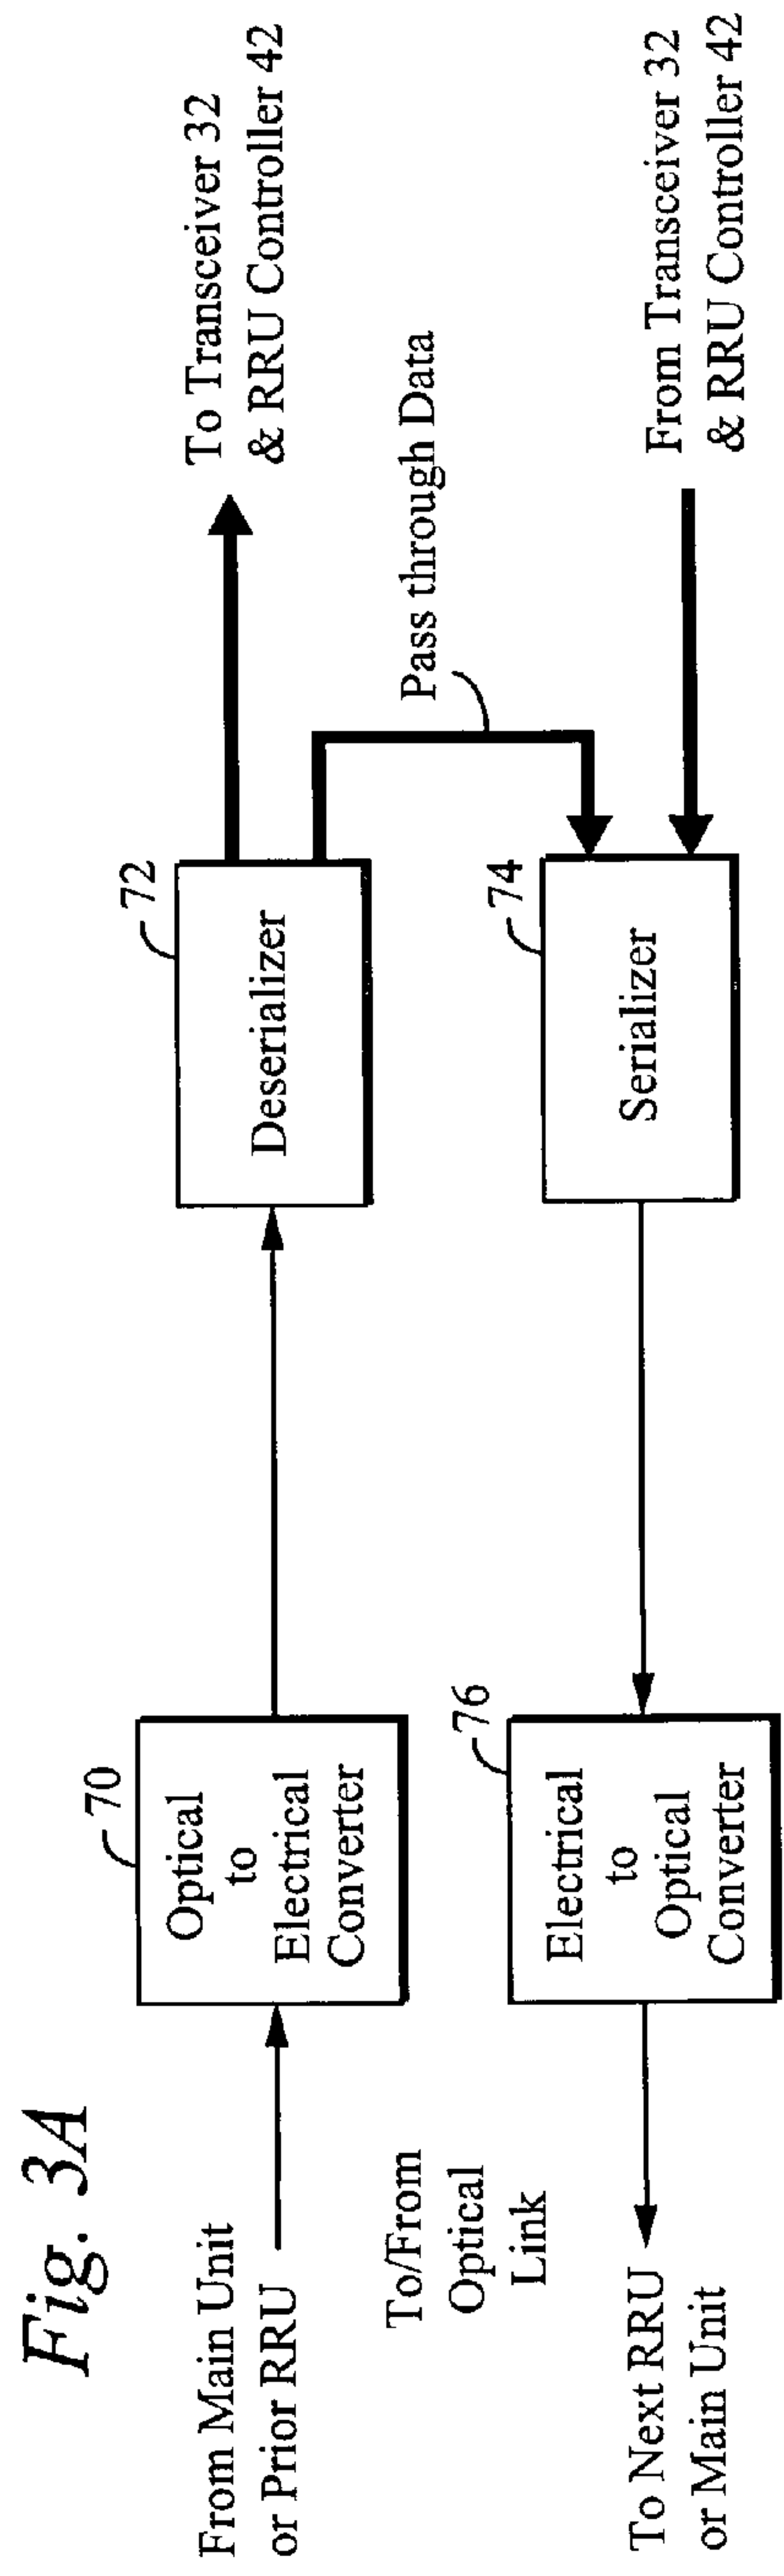 Fig. 3A
From Main Unit
or Prior RRU
70
Optical
to
Electrical
Converter
72
Deserializer
To Transceiver 32
& RRU Controller 42
Pass through Data
To/From
Optical
Link
To Next RRU
or Main Unit
76
Electrical
to
Optical
Converter
74
Serializer
From Transceiver 32
& RRU Controller 42